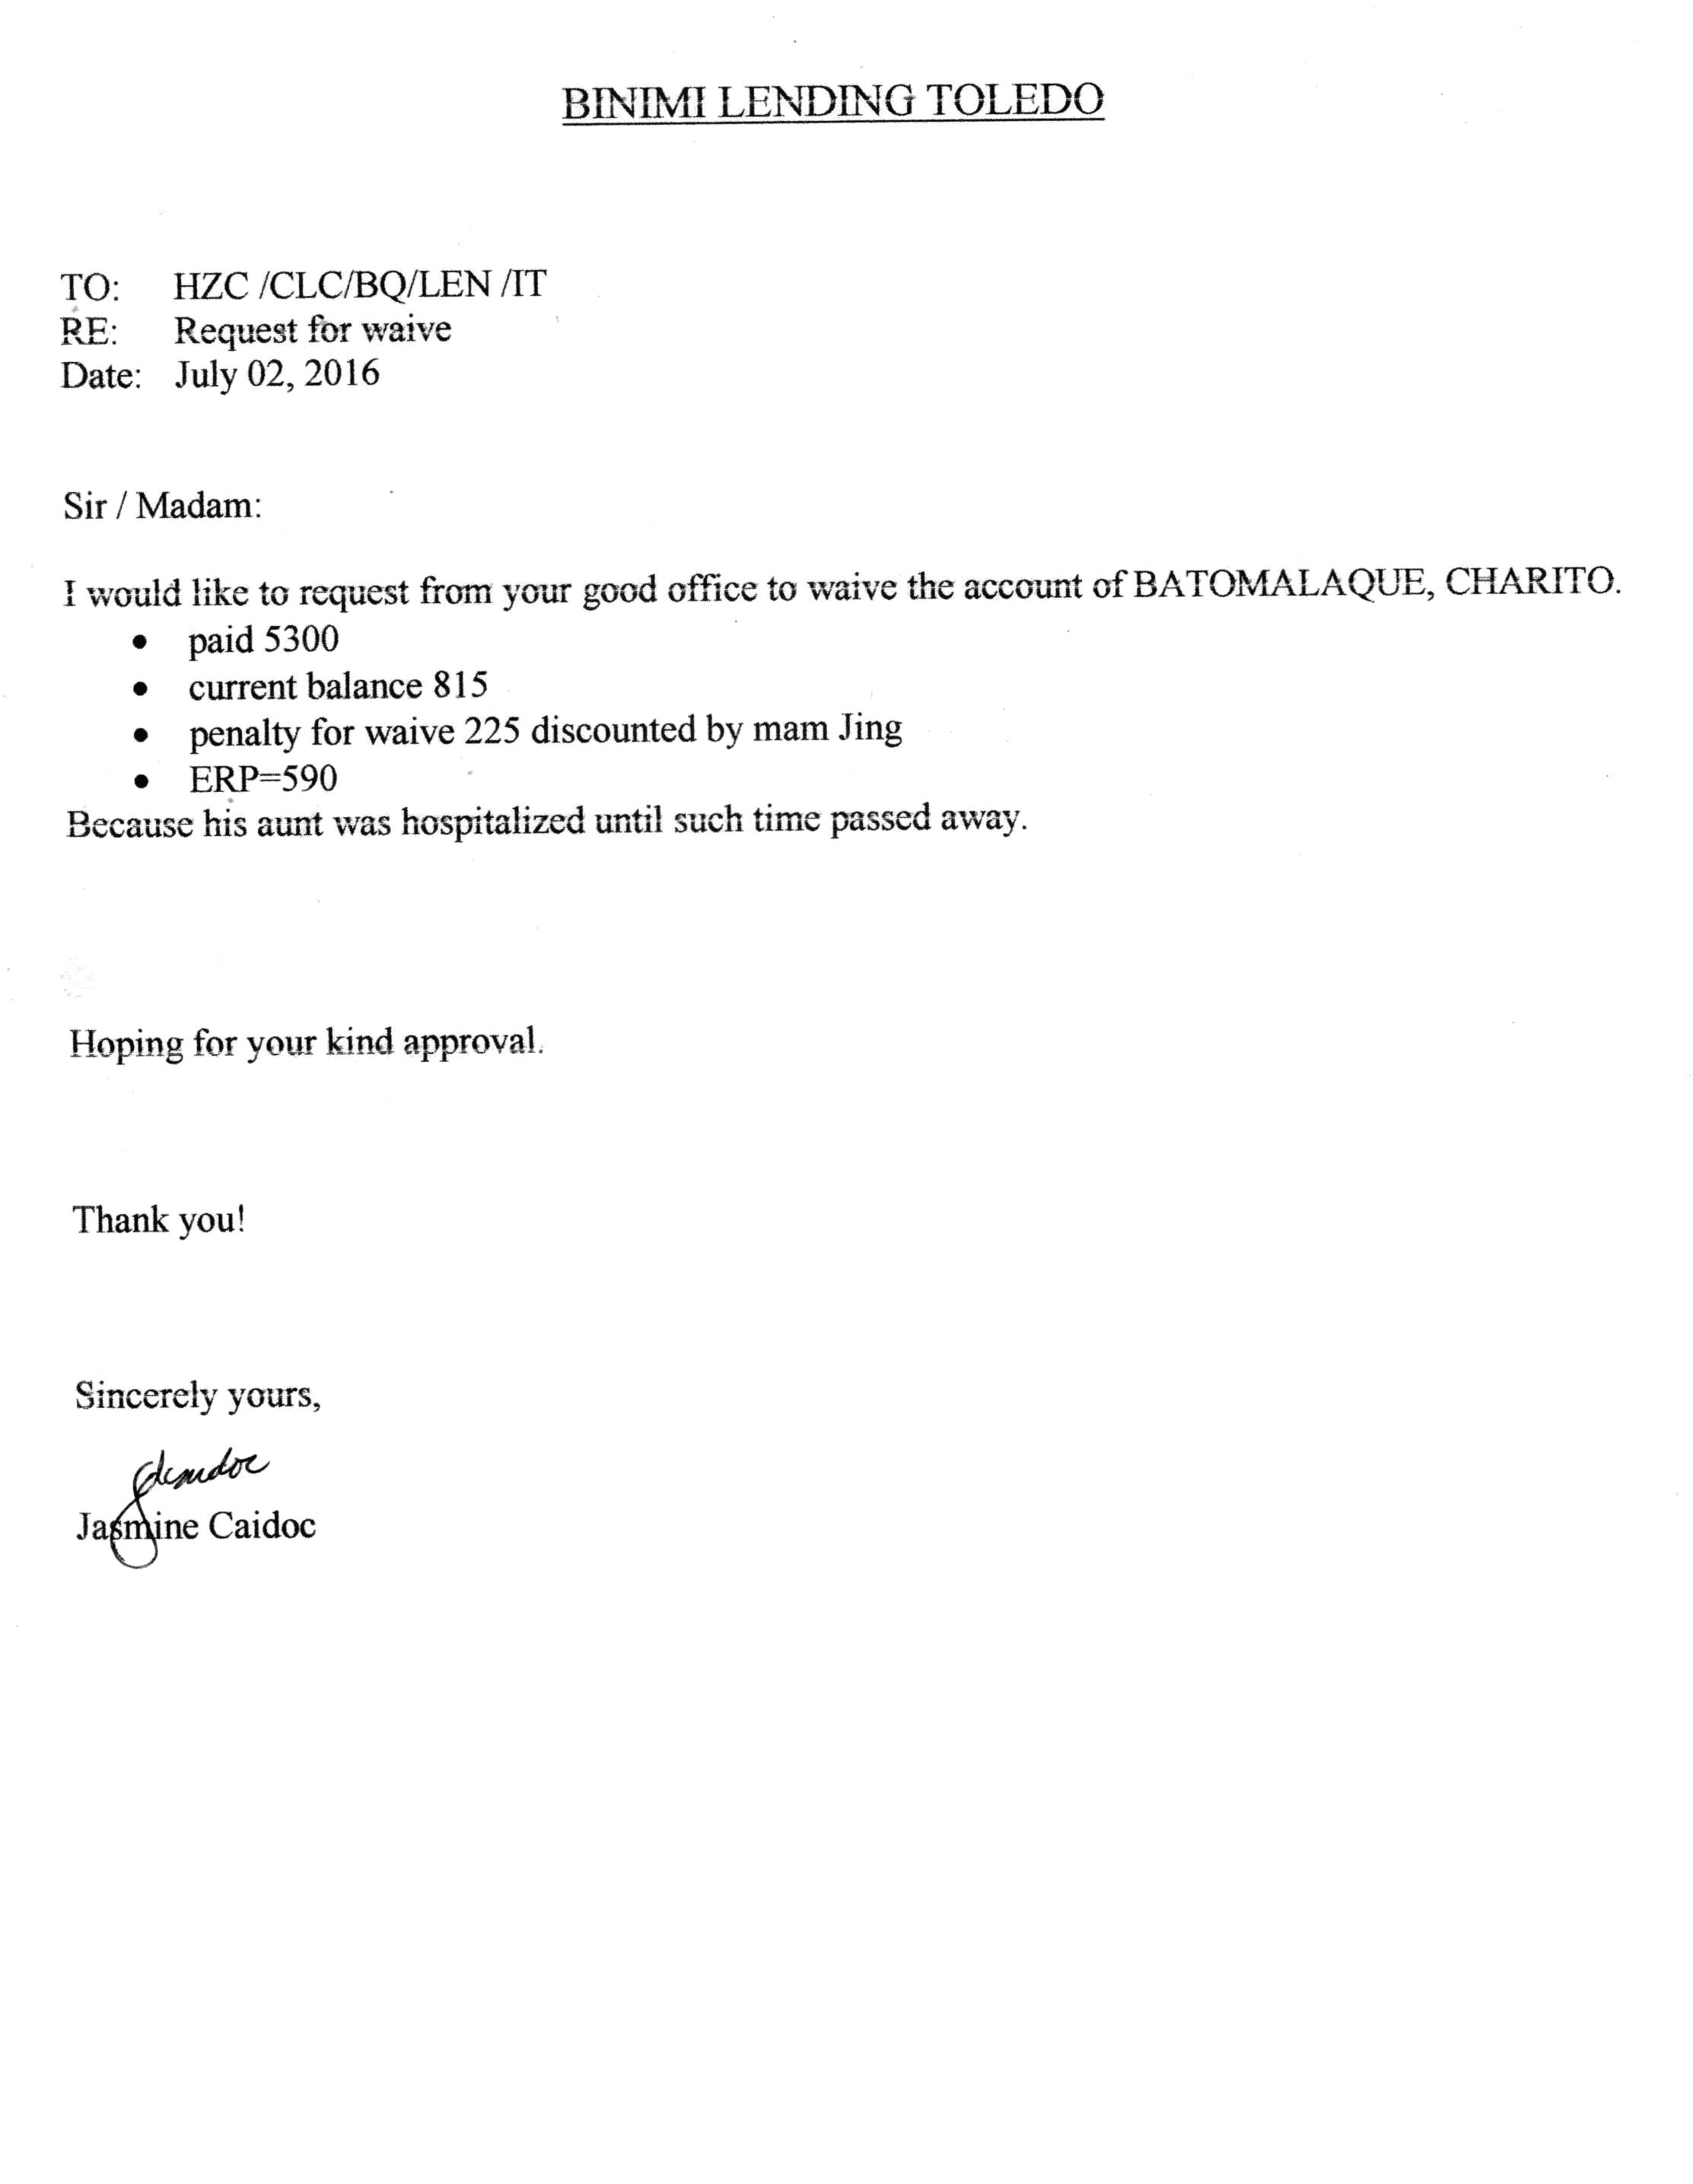 BINIMI LENDING TOLEDO
TO: HZC /CLC/BQ/LEN /IT
RE: Request for waive
Date: July 02, 2016
Sir / Madam:
I would like to request from your good office to waive the account of BATOMALAQUE, CHARITO.
• paid 5300
• current balance 815
• penalty for waive 225 discounted by mam Jing
• ERP=590
Because his aunt was hospitalized until such time passed away.
Hoping for your kind approval.
Thank you!
Sincerely yours,
Jasmine Caidoc